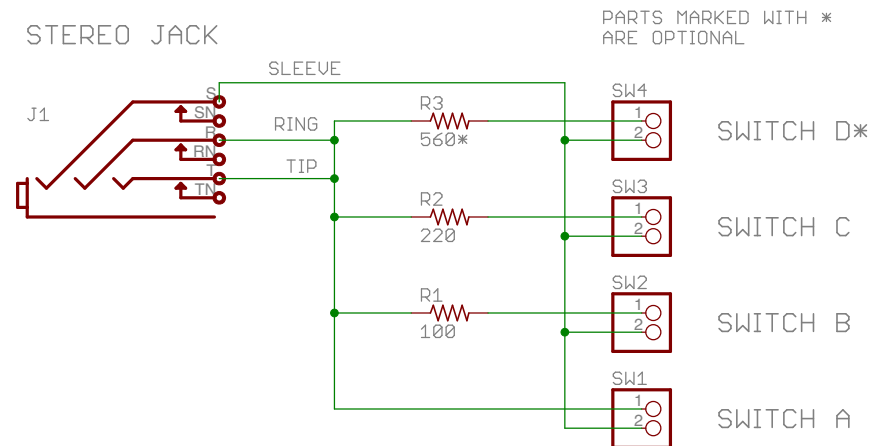 STEREO JACK
PARTS MARKED WITH *
ARE OPTIONAL
SLEEVE
J1
S
SN
R
RN
T
TN
RING
TIP
R3
560*
SW4
1
2
SWITCH D*
R2
220
SW3
1
2
SWITCH C
R1
100
SW2
1
2
SWITCH B
SW1
1
2
SWITCH A